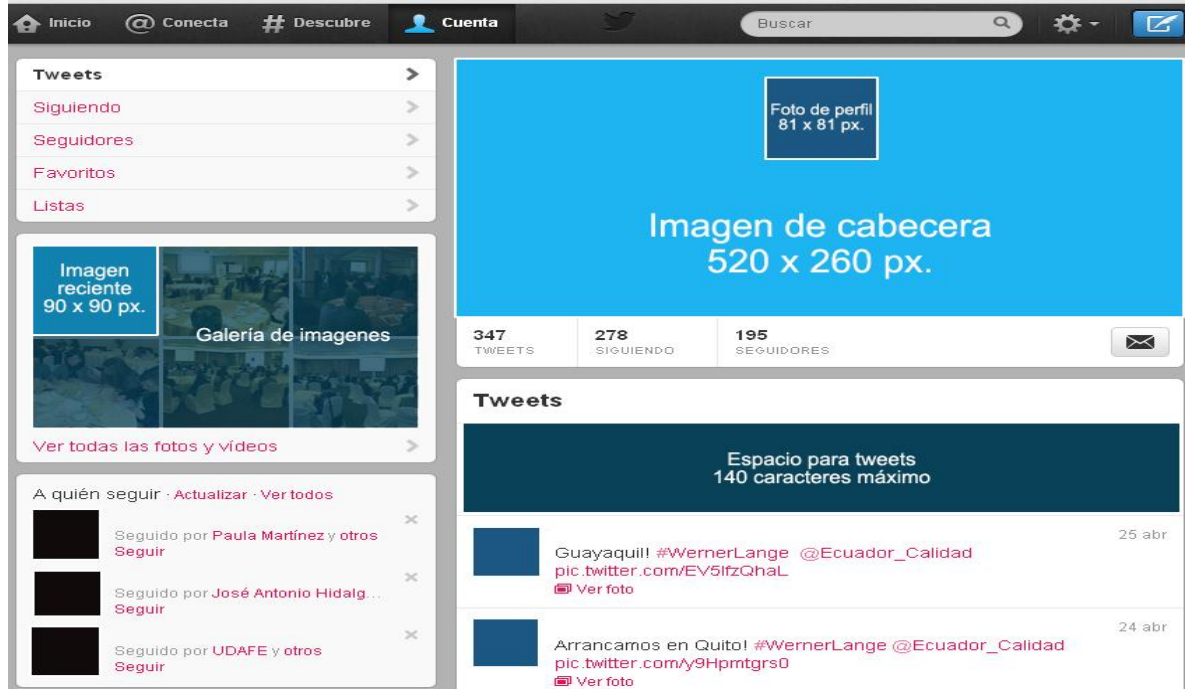 Inicio
Conecta
Descubre
Cuenta
Buscar
Tweets
Siguiendo
Seguidores
Favoritos
Listas
Imagen
reciente
90 x 90 px.
Galería de imagenes
Ver todas las fotos y vídeos
A quién seguir · Actualizar · Ver todos
Seguido por Paula Martínez y otros
Seguir
Seguido por José Antonio Hidalg...
Seguir
Seguido por UDAFE y otros
Seguir
Foto de perfil
81 x 81 px.
Imagen de cabecera
520 x 260 px.
347
TWEETS
278
SIGUIENDO
195
SEGUIDORES
Tweets
Espacio para tweets
140 caracteres máximo
25 abr
Guayaquil! #WernerLange @Ecuador_Calidad
pic.twitter.com/EV5lfzQhaL
Ver foto
24 abr
Arrancamos en Quito! #WernerLange @Ecuador_Calidad
pic.twitter.com/y9Hpmtgrs0
Ver foto